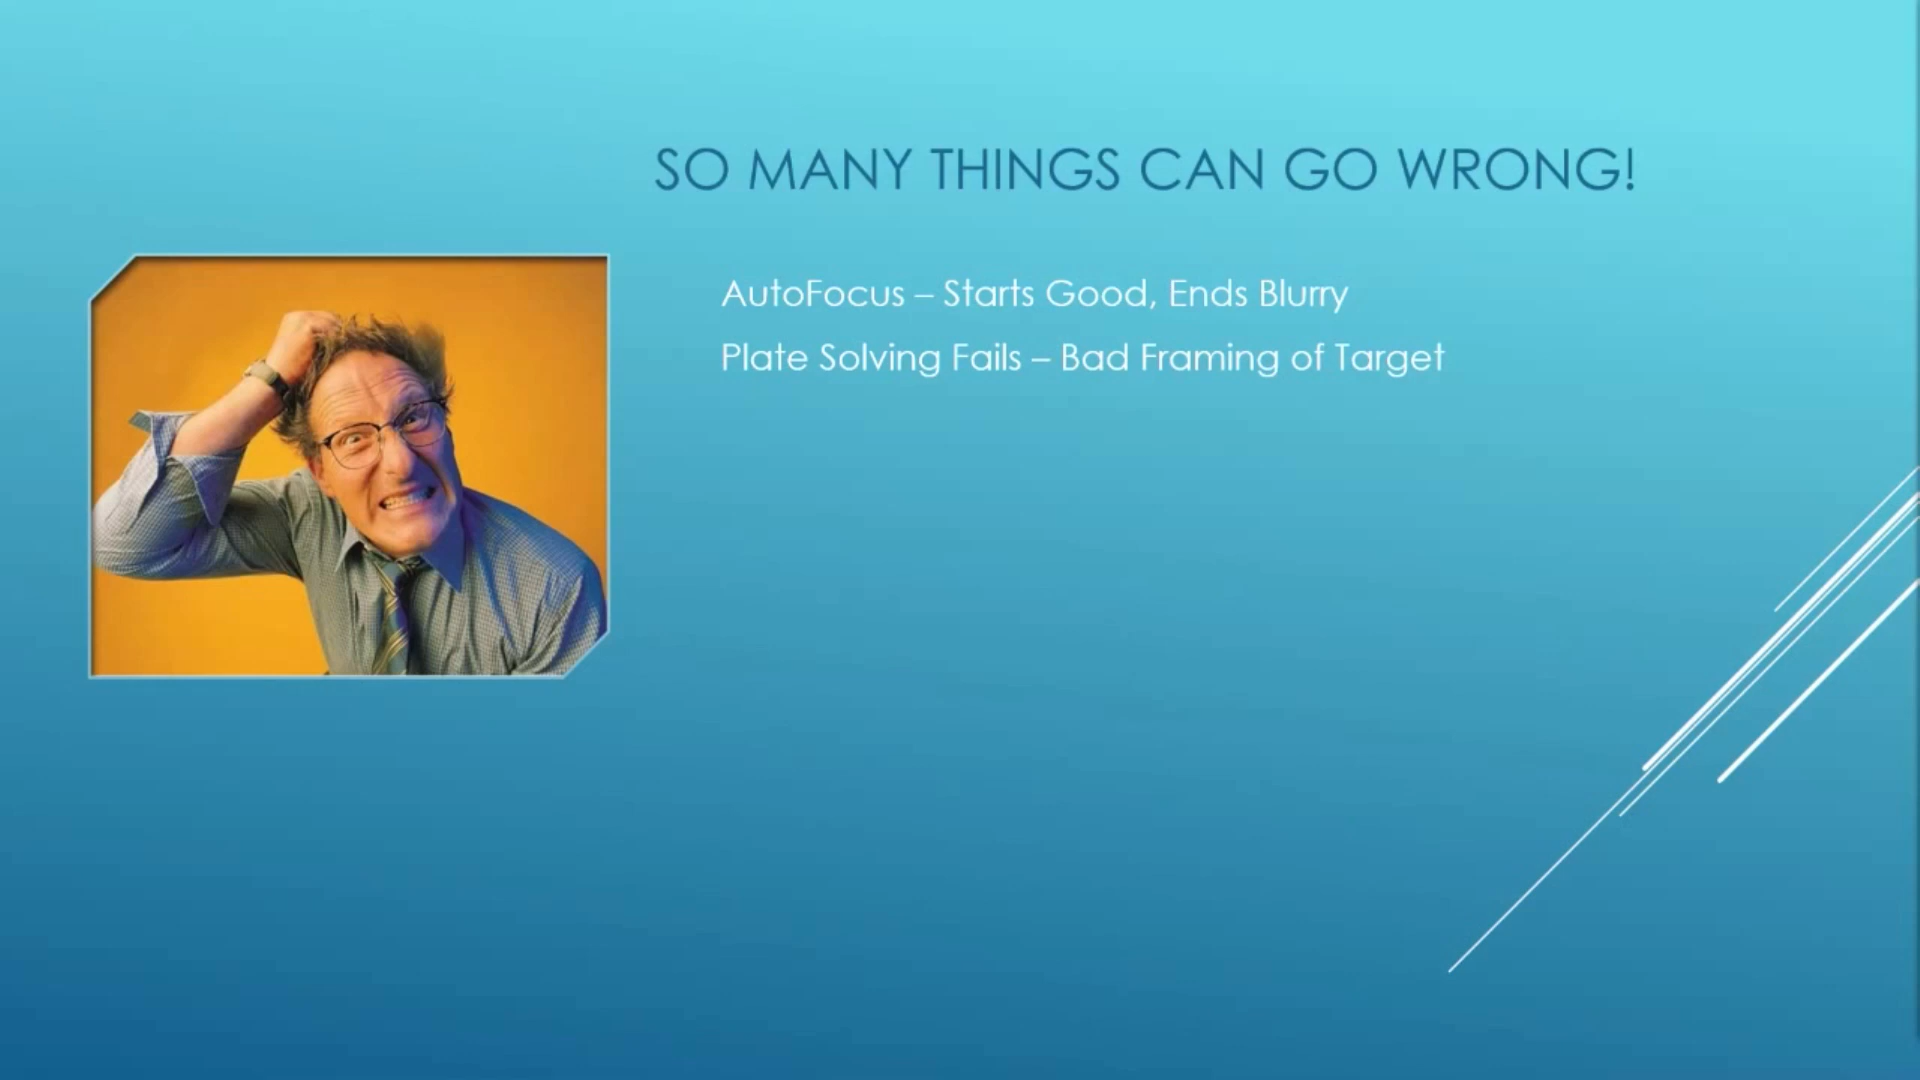 SO MANY THINGS CAN GO WRONG!
AutoFocus – Starts Good, Ends Blurry
Plate Solving Fails – Bad Framing of Target